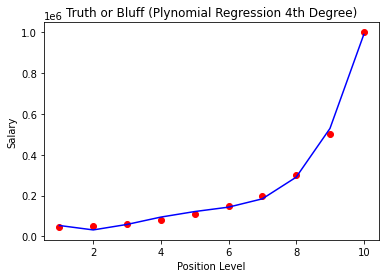 Truth or Bluff (Plynomial Regression 4th Degree)
1e6
1.0
0.8
0.6
0.4
0.2
0.0
Salary
2 4 6 8 10
Position Level